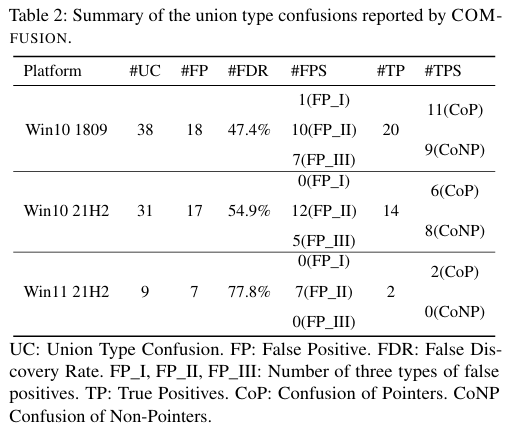 Table 2: Summary of the union type confusions reported by COM-
FUSION.
Platform #UC #FP #FDR #FPS #TP #TPS
1(FP_I)
11(CoP)
Win10 1809 38 18 47.4% 10(FP_II) 20
9(CoNP)
7(FP_III)
0(FP_I)
6(CoP)
Win10 21H2 31 17 54.9% 12(FP_II) 14
8(CoNP)
5(FP_III)
0(FP_I)
2(CoP)
Win11 21H2 9 7 77.8% 7(FP_II) 2
0(CoNP)
0(FP_III)
UC: Union Type Confusion. FP: False Positive. FDR: False Dis-
covery Rate. FP_I, FP_II, FP_III: Number of three types of false
positives. TP: True Positives. CoP: Confusion of Pointers. CoNP
Confusion of Non-Pointers.